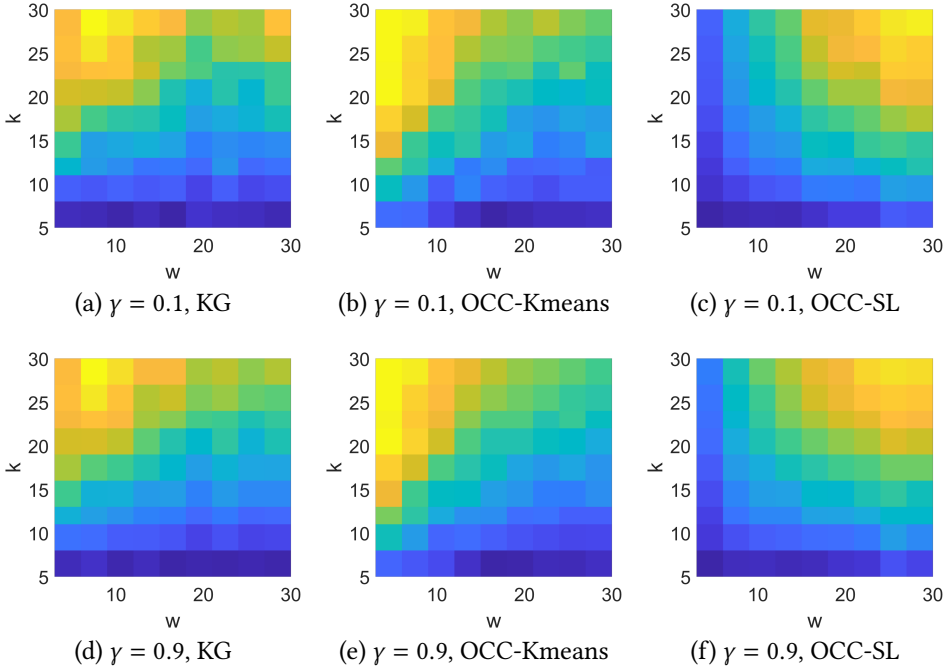 30
25
20
15
10
5
k
10 20 30
w
(a) γ = 0.1, KG
30
25
20
15
10
5
k
10 20 30
w
(b) γ = 0.1, OCC-Kmeans
30
25
20
15
10
5
k
10 20 30
w
(c) γ = 0.1, OCC-SL
30
25
20
15
10
5
k
10 20 30
w
(d) γ = 0.9, KG
30
25
20
15
10
5
k
10 20 30
w
(e) γ = 0.9, OCC-Kmeans
30
25
20
15
10
5
k
10 20 30
w
(f) γ = 0.9, OCC-SL